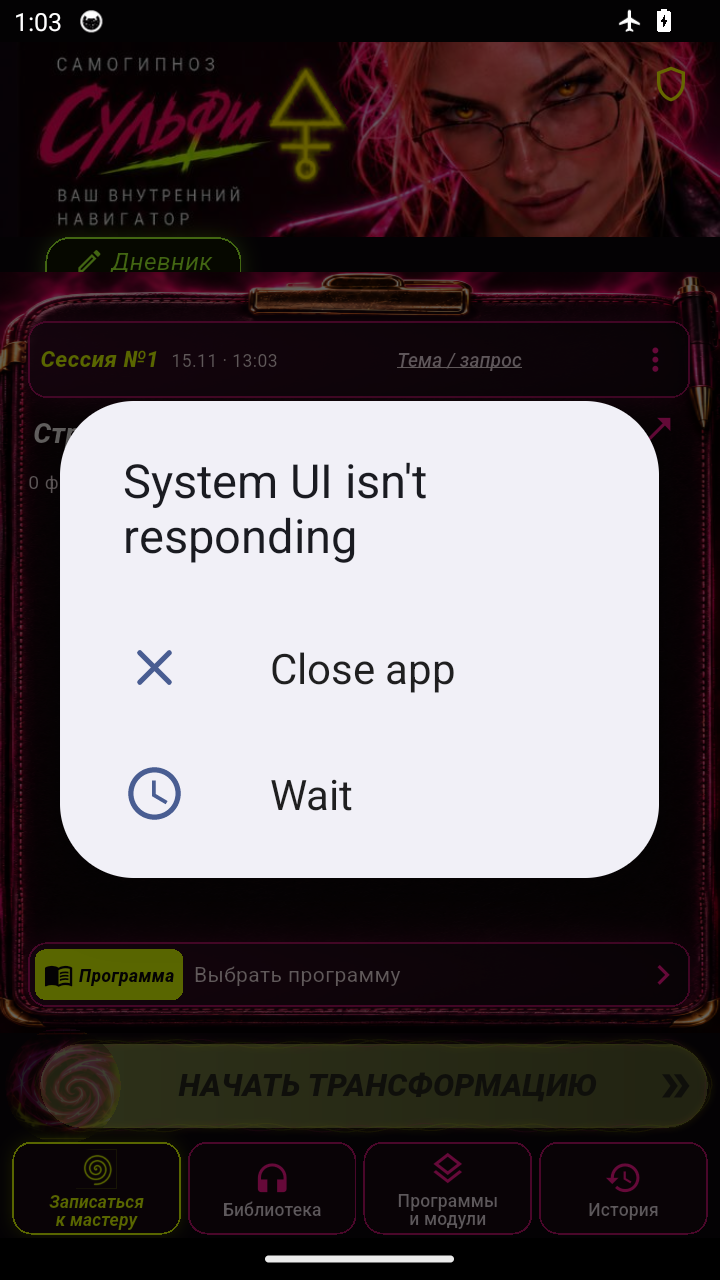 1:03
САМОГИПНОЗ
Сульфи
ВАШ ВНУТРЕННИЙ
НАВИГАТОР
Дневник
Сессия №1 15.11 · 13:03 Тема / запрос
0 ф
System UI isn't
responding
Close app
Wait
Программа Выбрать программу
НАЧАТЬ ТРАНСФОРМАЦИЮ
Записаться
к мастеру
Библиотека
Программы
и модули
История